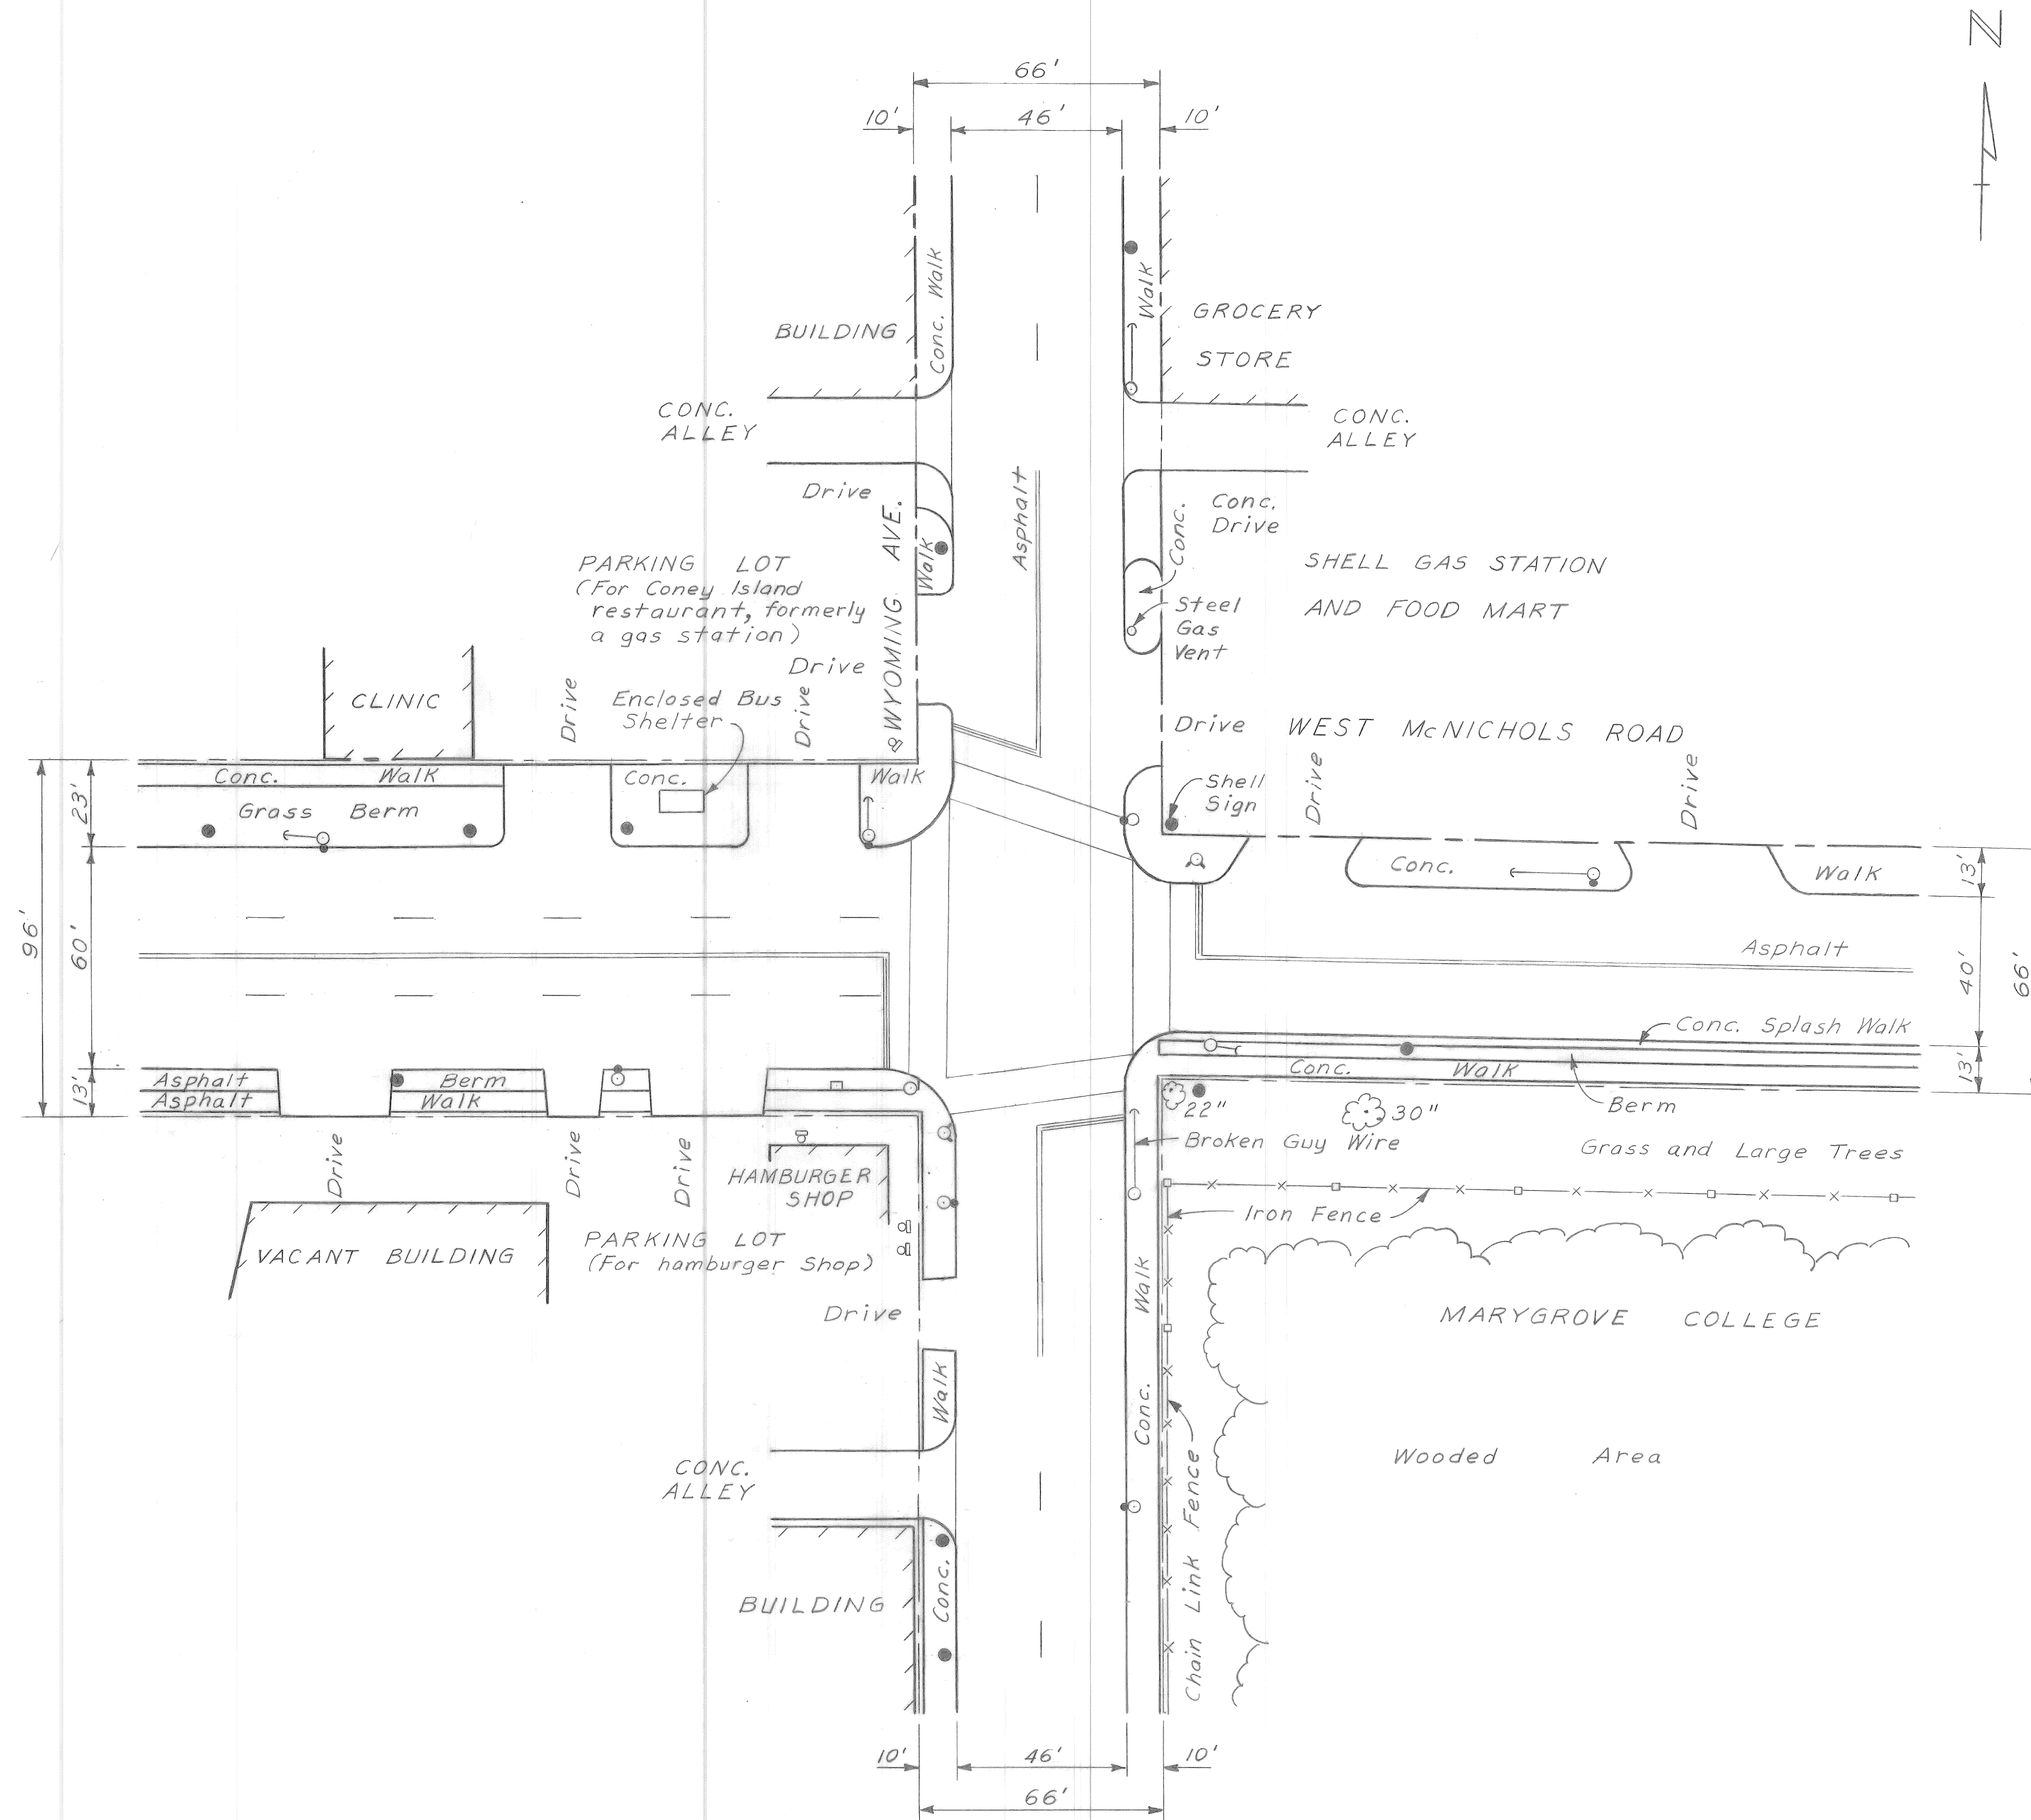 N
66'
10'
46'
10'
Conc. Walk
Walk
BUILDING
GROCERY
STORE
CONC.
ALLEY
CONC.
ALLEY
Drive
WYOMING AVE.
Walk
Asphalt
Conc.
Conc.
Drive
PARKING LOT
(For Coney Island
restaurant, formerly
a gas station)
SHELL GAS STATION
AND FOOD MART
Steel
Gas
Vent
Drive
CLINIC
Drive
Enclosed Bus
Shelter
Drive
Drive
WEST McNICHOLS ROAD
Conc. Walk
Conc.
Walk
Shell
Sign
Drive
Drive
Grass Berm
23'
96'
60'
13'
Conc.
Walk
13'
40'
66'
13'
Asphalt
Conc. Splash Walk
Asphalt
Berm
Asphalt
Walk
Conc. Walk
Berm
22"
30"
Broken Guy Wire
Grass and Large Trees
Drive
Drive
Drive
HAMBURGER
SHOP
Iron Fence
VACANT BUILDING
PARKING LOT
(For hamburger Shop)
Drive
Conc. Walk
MARYGROVE COLLEGE
Walk
CONC.
ALLEY
Wooded Area
Chain Link Fence
BUILDING
Conc.
10'
46'
10'
66'